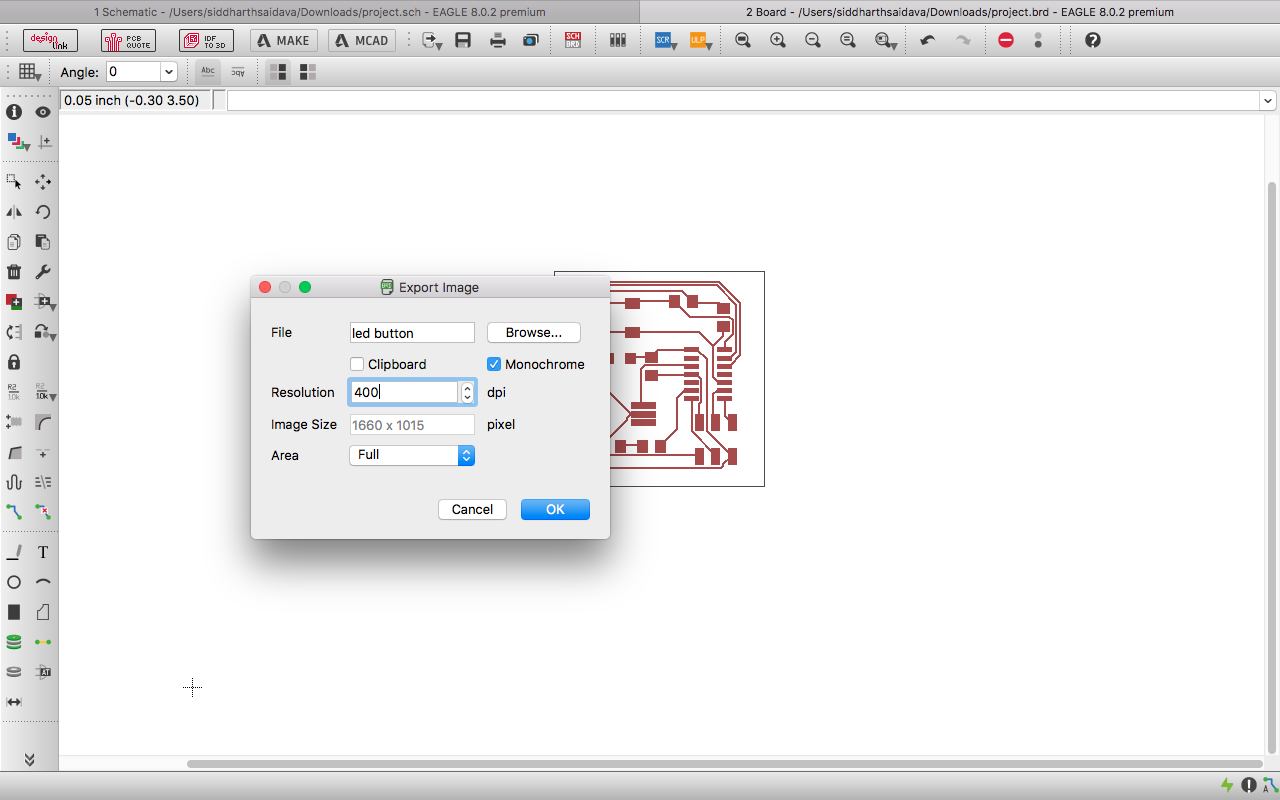 1 Schematic - /Users/siddharthsaidava/Downloads/project.sch - EAGLE 8.0.2 premium
2 Board - /Users/siddharthsaidava/Downloads/project.brd - EAGLE 8.0.2 premium
design link
PCB QUOTE
IDF TO 3D
MAKE
MCAD
SCH BRD
SCR
ULP
Angle: 0
Abc
Abc
0.05 inch (-0.30 3.50)
Export Image
File led button Browse...
Clipboard Monochrome
Resolution 400 dpi
Image Size 1660 x 1015 pixel
Area Full
Cancel OK
R2 10k
R2 10k
T
AT
A